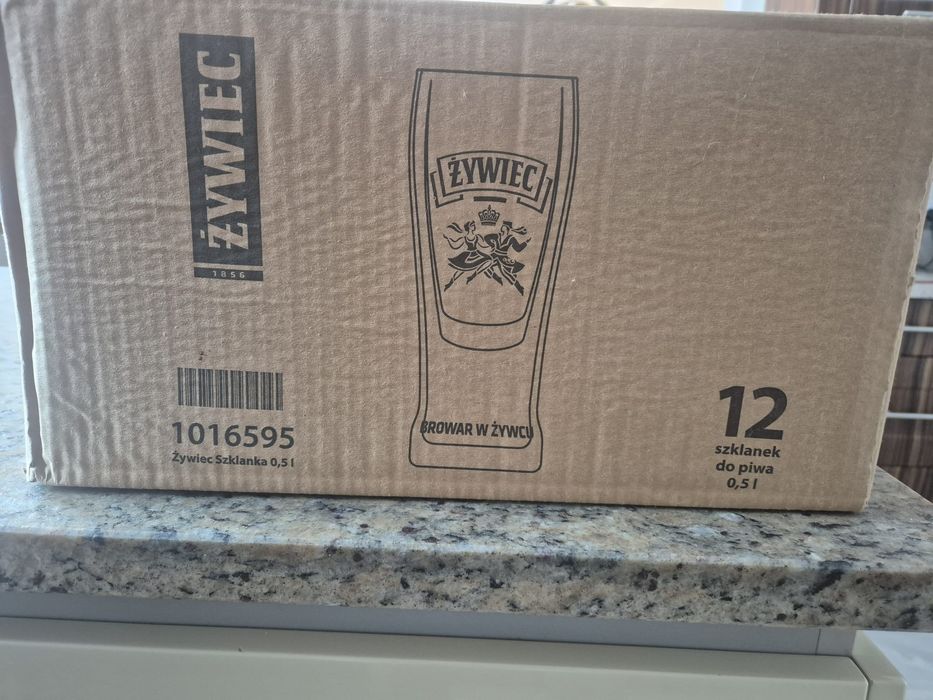 ŻYWIEC
1856
1016595
Żywiec Szklanka 0,5 l
ŻYWIEC
BROWAR W ŻYWCU
12
szklanek
do piwa
0,5 l